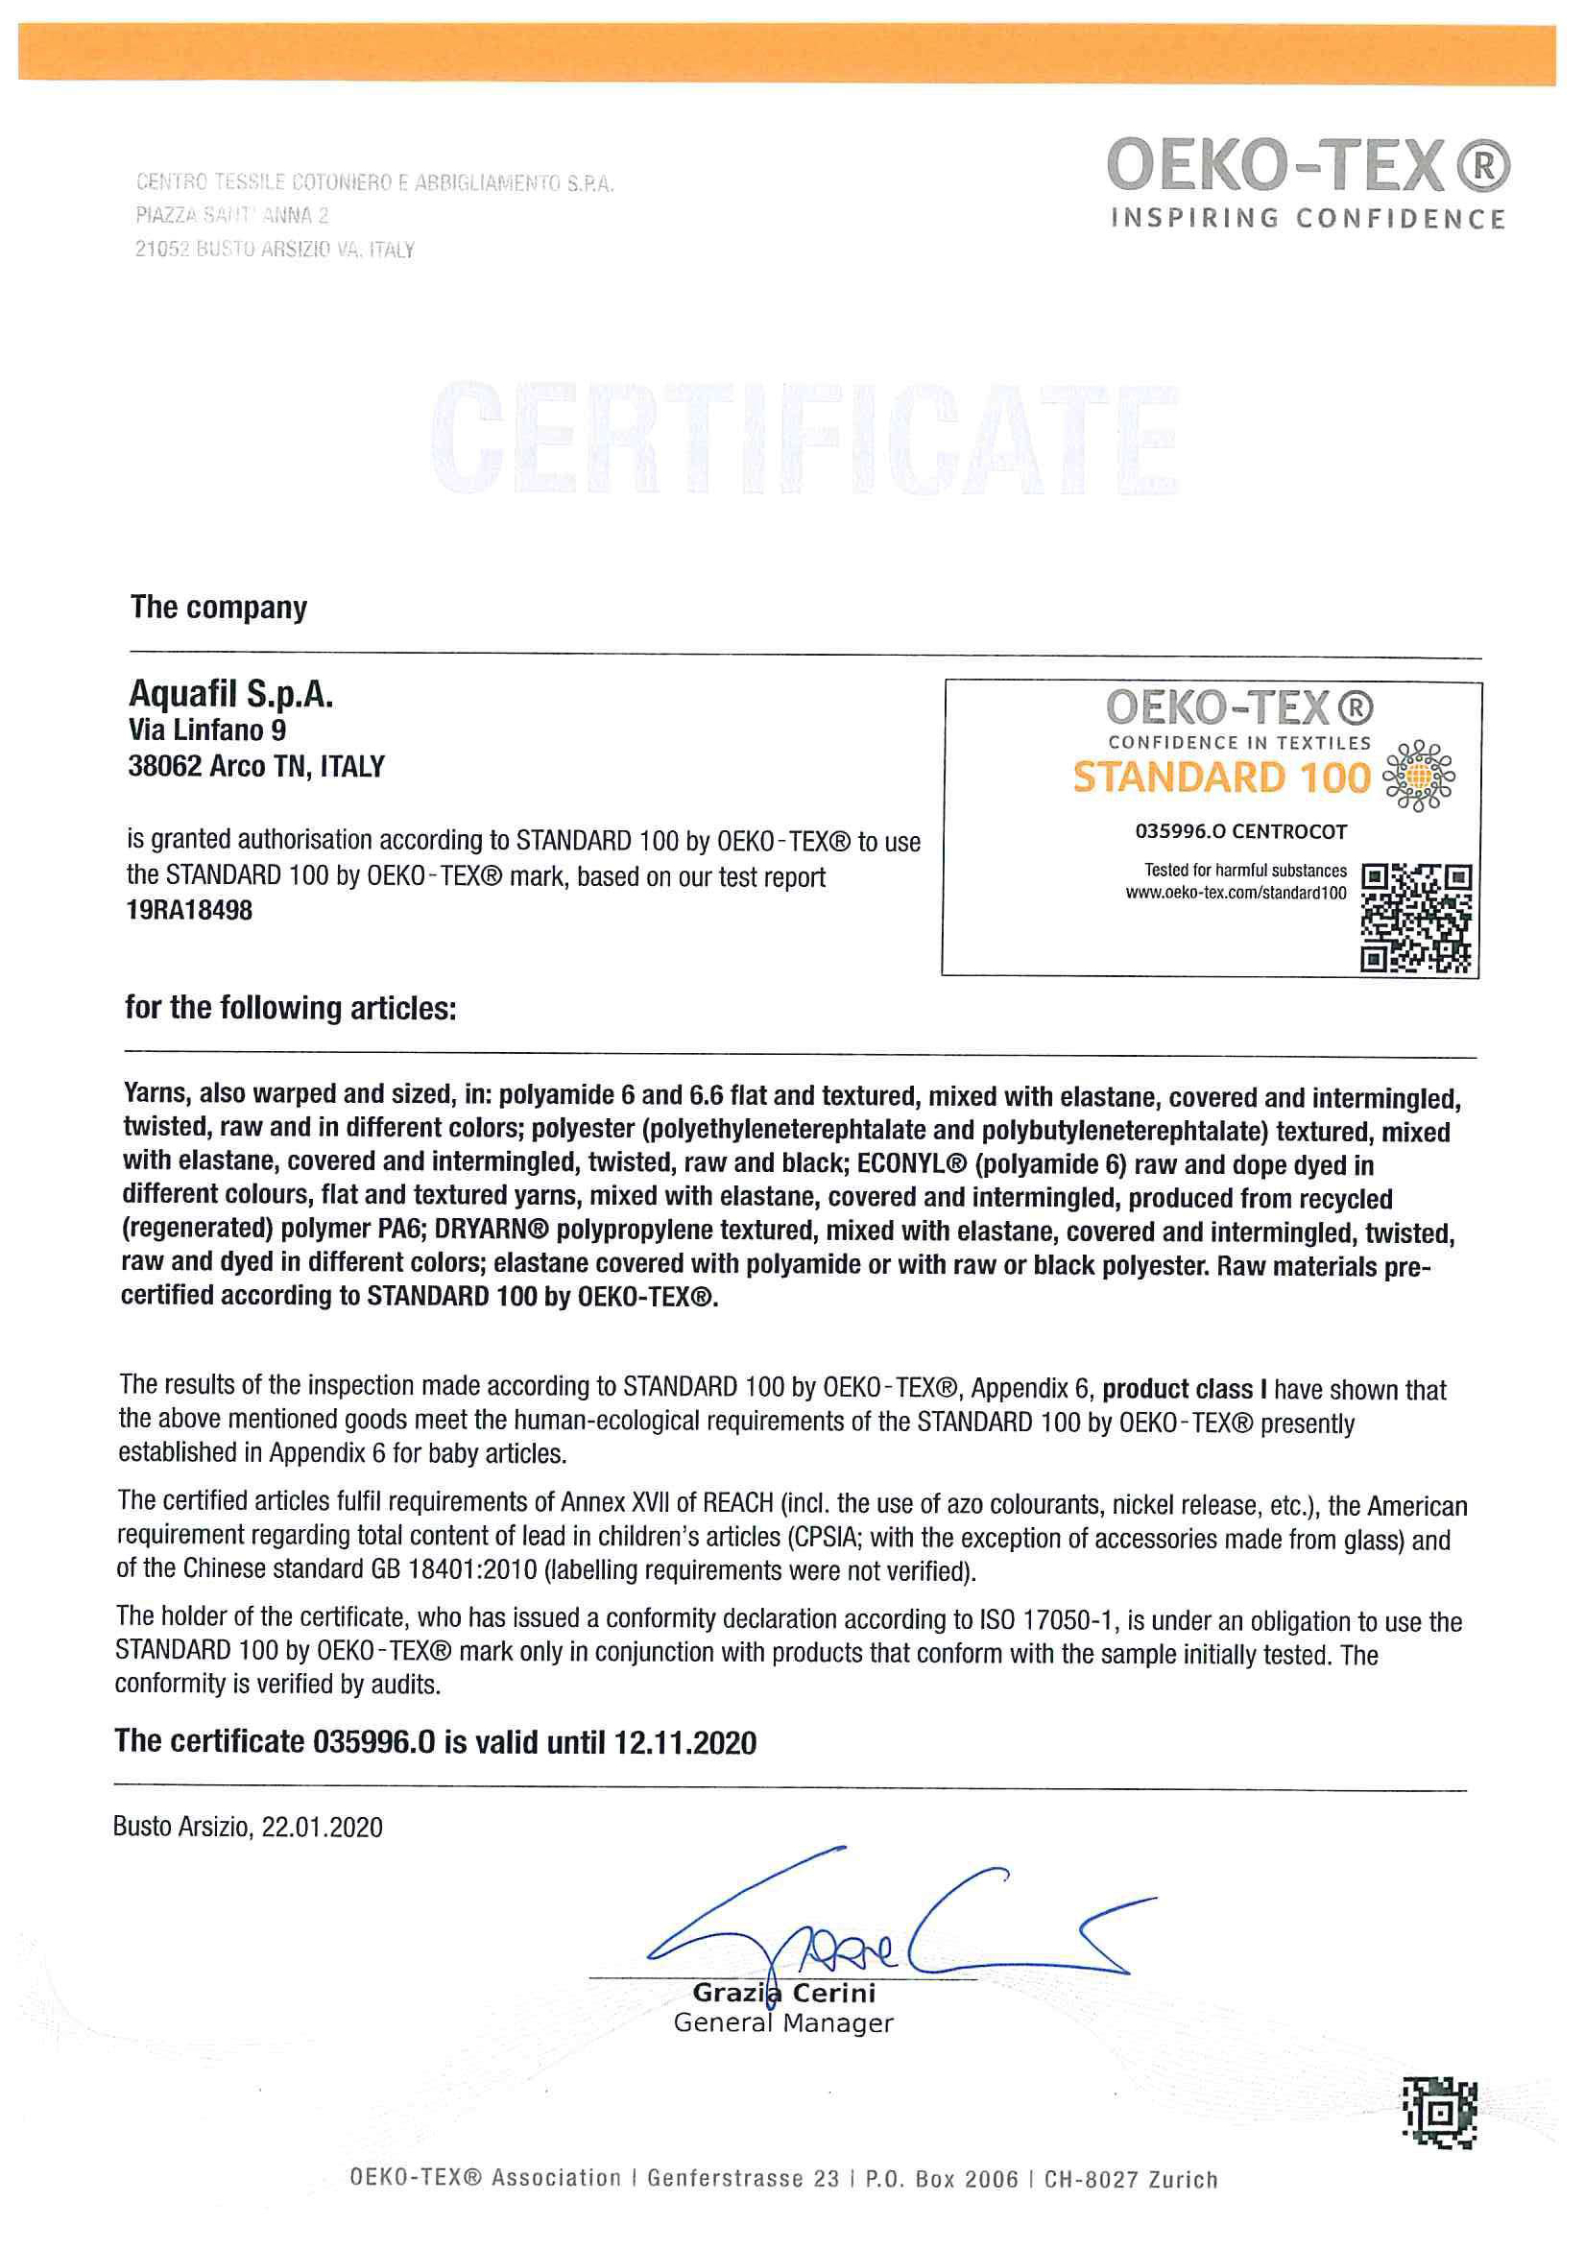 CENTRO TESSILE COTONIERO E ABBIGLIAMENTO S.P.A.
PIAZZA SANT' ANNA 2
21052 BUSTO ARSIZIO VA, ITALY
OEKO-TEX®
INSPIRING CONFIDENCE
CERTIFICATE
The company
Aquafil S.p.A.
Via Linfano 9
38062 Arco TN, ITALY
is granted authorisation according to STANDARD 100 by OEKO-TEX® to use
the STANDARD 100 by OEKO-TEX® mark, based on our test report
19RA18498
OEKO-TEX®
CONFIDENCE IN TEXTILES
STANDARD 100
035996.O CENTROCOT
Tested for harmful substances
www.oeko-tex.com/standard100
for the following articles:
Yarns, also warped and sized, in: polyamide 6 and 6.6 flat and textured, mixed with elastane, covered and intermingled,
twisted, raw and in different colors; polyester (polyethyleneterephtalate and polybutyleneterephtalate) textured, mixed
with elastane, covered and intermingled, twisted, raw and black; ECONYL® (polyamide 6) raw and dope dyed in
different colours, flat and textured yarns, mixed with elastane, covered and intermingled, produced from recycled
(regenerated) polymer PA6; DRYARN® polypropylene textured, mixed with elastane, covered and intermingled, twisted,
raw and dyed in different colors; elastane covered with polyamide or with raw or black polyester. Raw materials pre-
certified according to STANDARD 100 by OEKO-TEX®.
The results of the inspection made according to STANDARD 100 by OEKO-TEX®, Appendix 6, product class I have shown that
the above mentioned goods meet the human-ecological requirements of the STANDARD 100 by OEKO-TEX® presently
established in Appendix 6 for baby articles.
The certified articles fulfil requirements of Annex XVII of REACH (incl. the use of azo colourants, nickel release, etc.), the American
requirement regarding total content of lead in children's articles (CPSIA; with the exception of accessories made from glass) and
of the Chinese standard GB 18401:2010 (labelling requirements were not verified).
The holder of the certificate, who has issued a conformity declaration according to ISO 17050-1, is under an obligation to use the
STANDARD 100 by OEKO-TEX® mark only in conjunction with products that conform with the sample initially tested. The
conformity is verified by audits.
The certificate 035996.O is valid until 12.11.2020
Busto Arsizio, 22.01.2020
Grazia Cerini
General Manager
OEKO-TEX® Association | Genferstrasse 23 | P.O. Box 2006 | CH-8027 Zurich